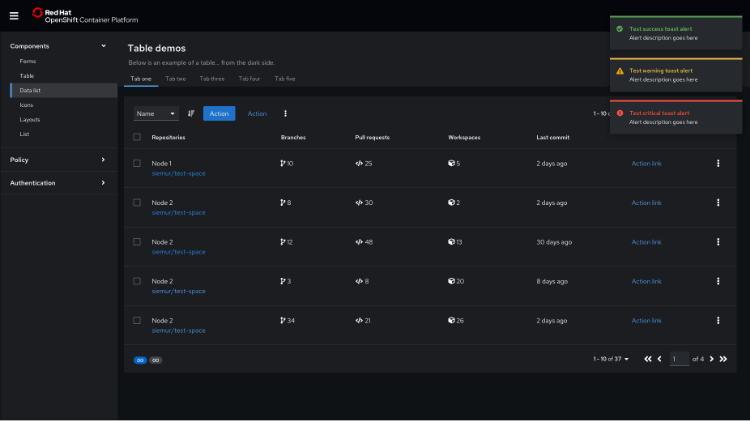 Red Hat
OpenShift Container Platform
Components
Forms
Table
Data list
Icons
Layouts
List
Policy
Authentication
Table demos
Below is an example of a table... from the dark side.
Tab one Tab two Tab three Tab four Tab five
Test success toast alert
Alert description goes here
Test warning toast alert
Alert description goes here
Test critical toast alert
Alert description goes here
Name Action Action 1 - 10
Repositories Branches Pull requests Workspaces Last commit
Node 1 10 25 5 2 days ago Action link
siemur/test-space
Node 2 8 30 2 2 days ago Action link
siemur/test-space
Node 2 12 48 13 30 days ago Action link
siemur/test-space
Node 2 3 8 20 8 days ago Action link
siemur/test-space
Node 2 34 21 26 2 days ago Action link
siemur/test-space
1 - 10 of 37 1 of 4